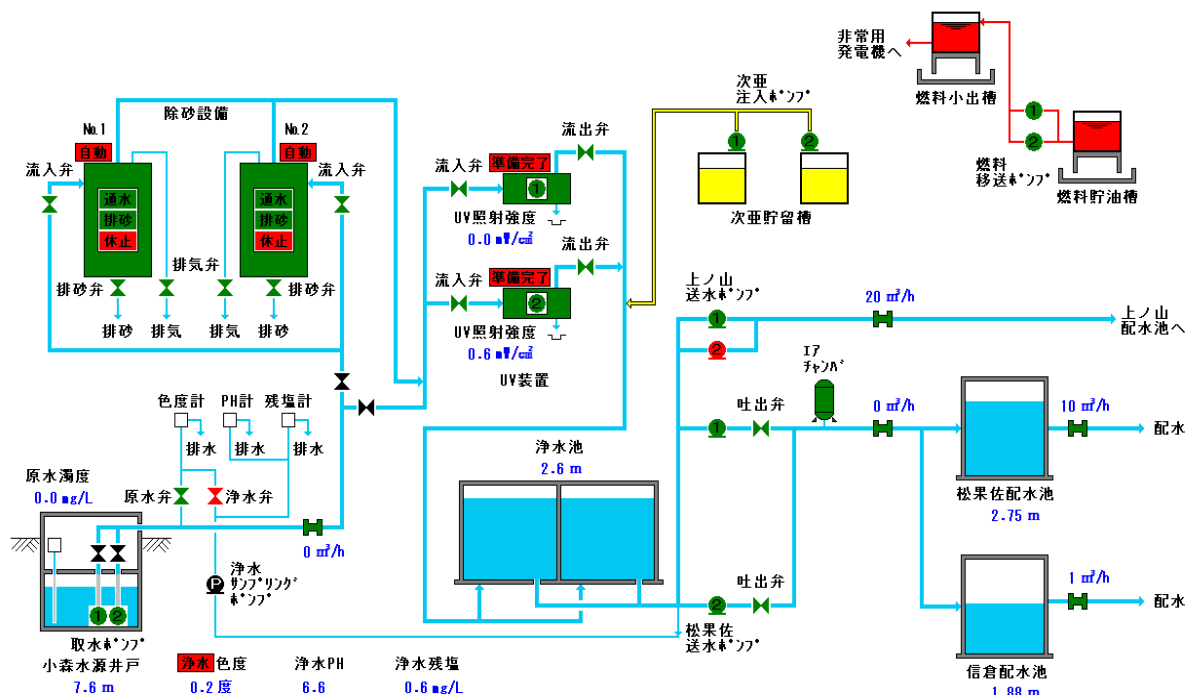 非常用
発電機へ
燃料小出槽
燃料
移送ﾎﾟﾝﾌﾟ
燃料貯油槽
①
②
次亜
注入ﾎﾟﾝﾌﾟ
①
②
次亜貯留槽
除砂設備
No.1
自動
流入弁
通水
排砂
休止
No.2
自動
流入弁
通水
排砂
休止
排気弁
排砂弁
排砂弁
排砂
排気
排気
排砂
流入弁
準備完了
①
流出弁
UV照射強度
0.0 mW/c㎡
流入弁
準備完了
②
流出弁
UV照射強度
0.6 mW/c㎡
UV装置
上ノ山
送水ﾎﾟﾝﾌﾟ
①
②
20 m³/h
上ノ山
配水池へ
ｴｱ
ﾁｬﾝﾊﾞ
吐出弁
①
0 m³/h
10 m³/h
配水
松果佐配水池
2.75 m
吐出弁
②
松果佐
送水ﾎﾟﾝﾌﾟ
1 m³/h
配水
信倉配水池
1.88 m
浄水池
2.6 m
色度計
PH計
残塩計
排水
排水
排水
原水濁度
0.0 mg/L
原水弁
浄水弁
0 m³/h
P
浄水
ｻﾝﾌﾟﾘﾝｸﾞ
ﾎﾟﾝﾌﾟ
①
②
取水ﾎﾟﾝﾌﾟ
小森水源井戸
7.6 m
浄水 色度
0.2 度
浄水PH
6.6
浄水残塩
0.6 mg/L